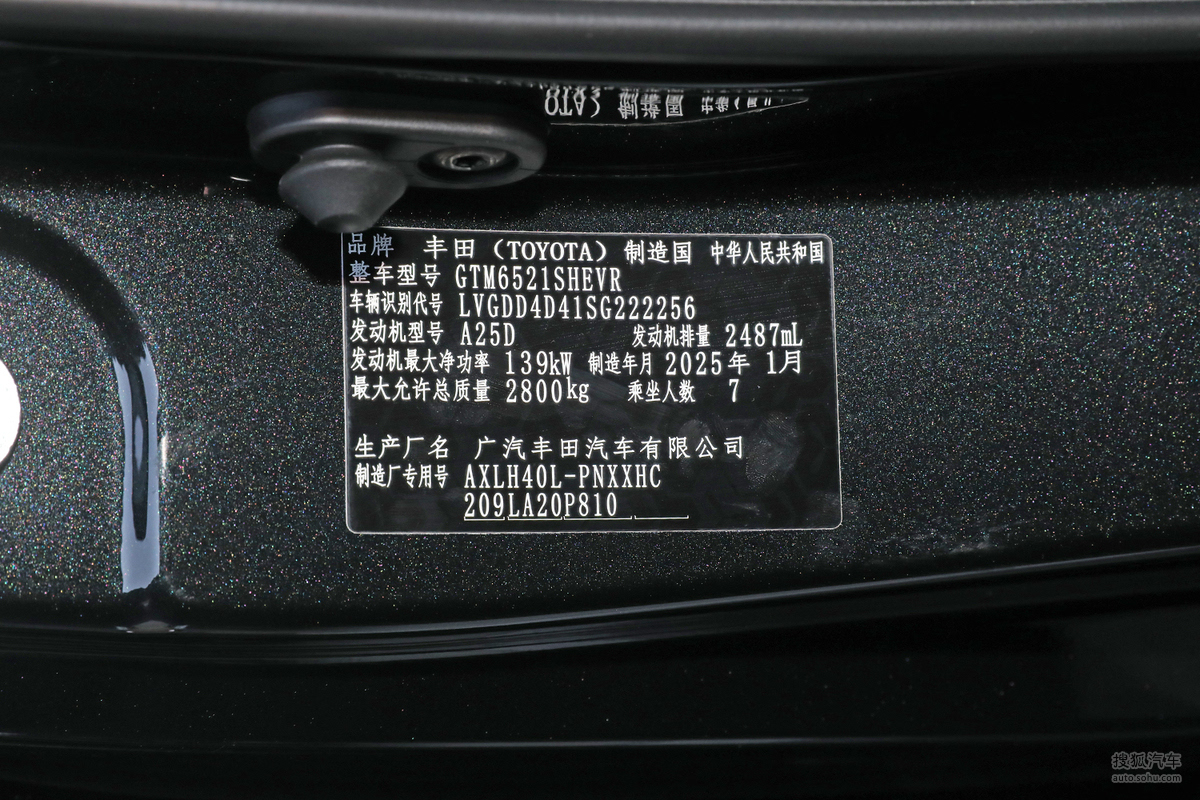 品牌 丰田（TOYOTA）制造国 中华人民共和国
整车型号 GTM6521SHEVR
车辆识别代号 LVGDD4D41SG222256
发动机型号 A25D 发动机排量 2487mL
发动机最大净功率 139kW 制造年月 2025年 1月
最大允许总质量 2800kg 乘坐人数 7
生产厂名 广汽丰田汽车有限公司
制造厂专用号 AXLH40L-PNXXHC
209LA20P810
搜狐汽车
auto.sohu.com